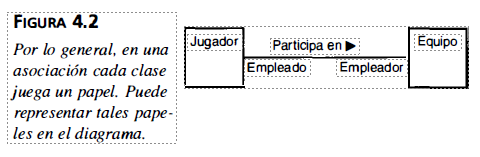 FIGURA 4.2
Por lo general, en una
asociación cada clase
juega un papel. Puede
representar tales pape-
les en el diagrama.
Jugador
Participa en ▶
Equipo
Empleado
Empleador